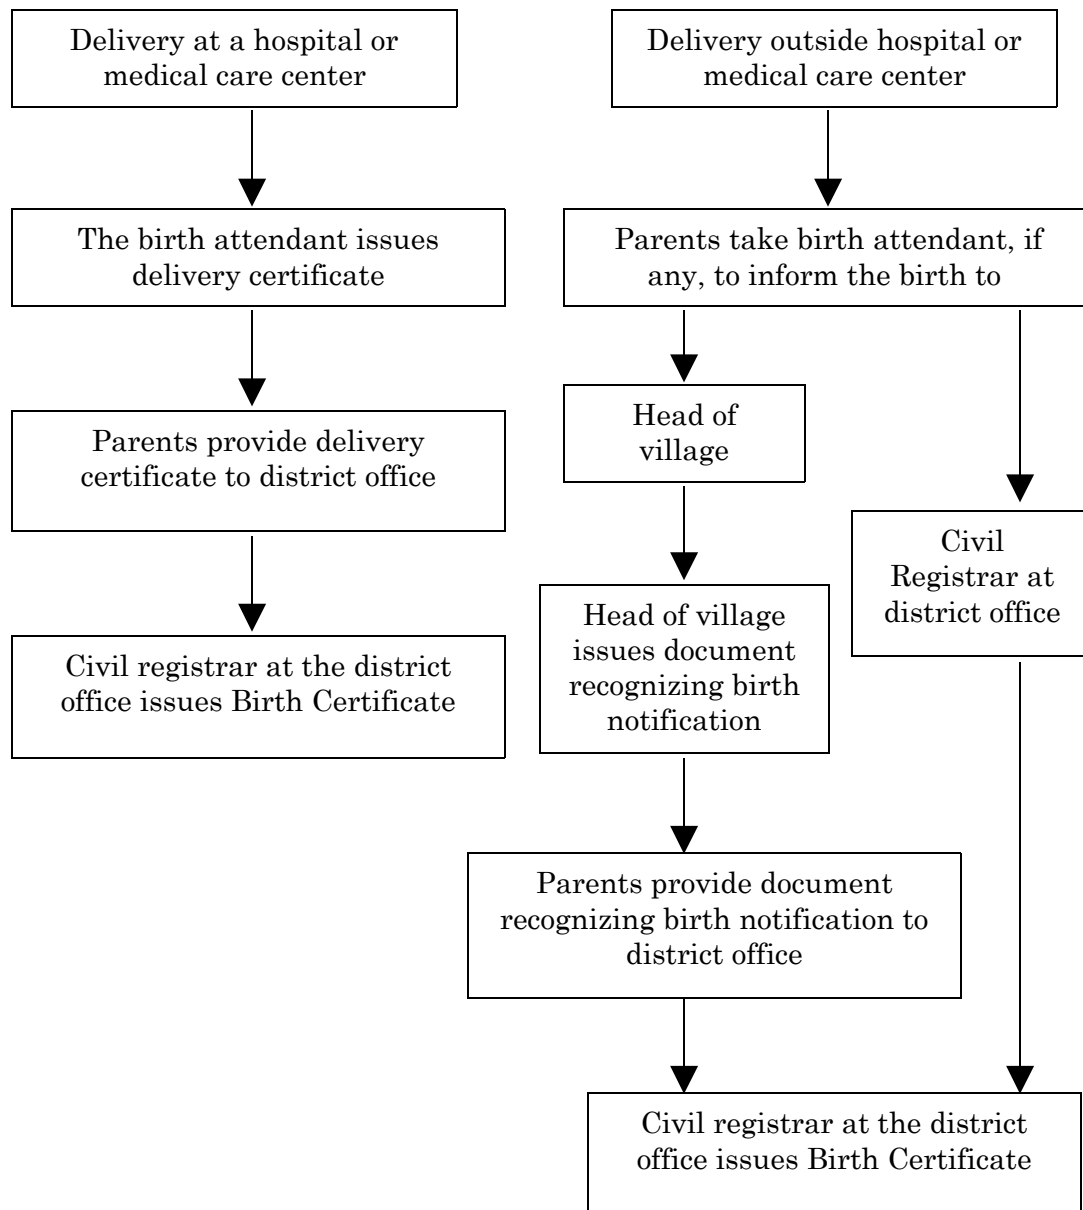 Delivery at a hospital or
medical care center
The birth attendant issues
delivery certificate
Parents provide delivery
certificate to district office
Civil registrar at the district
office issues Birth Certificate
Delivery outside hospital or
medical care center
Parents take birth attendant, if
any, to inform the birth to
Head of
village
Head of village
issues document
recognizing birth
notification
Parents provide document
recognizing birth notification to
district office
Civil
Registrar at
district office
Civil registrar at the district
office issues Birth Certificate